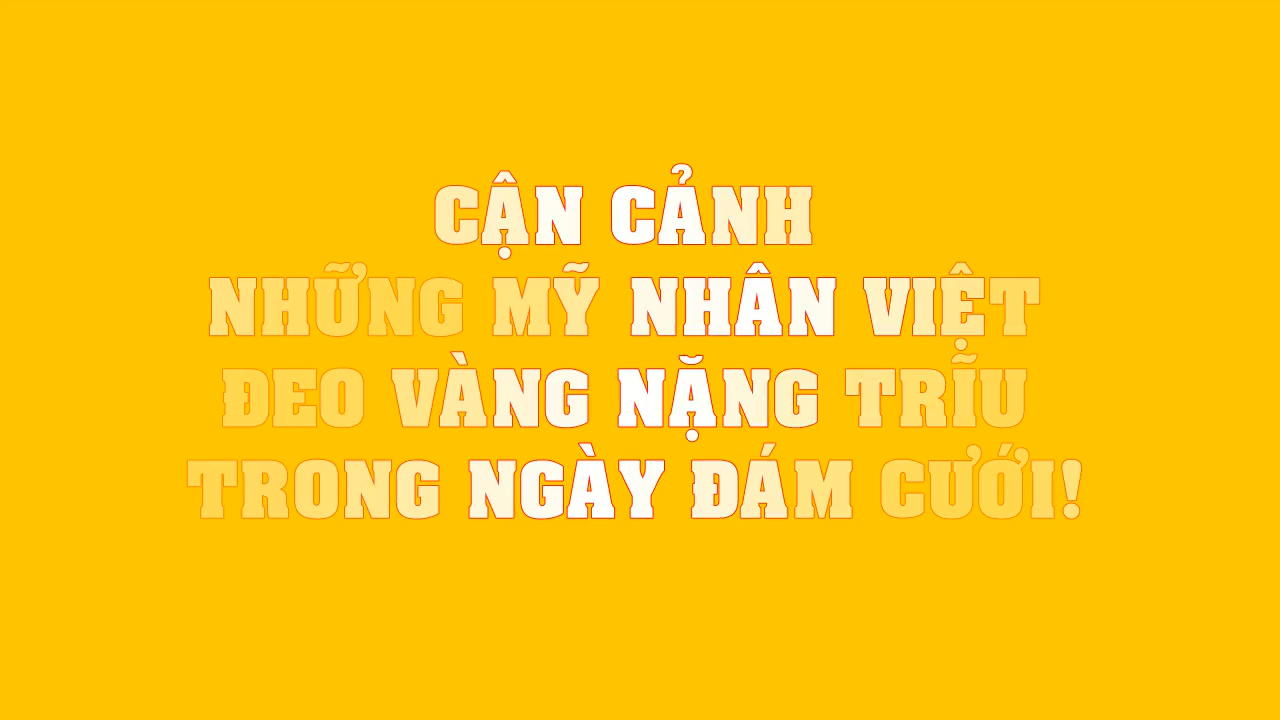 CẬN CẢNH
NHỮNG MỸ NHÂN VIỆT
ĐEO VÀNG NẶNG TRĨU
TRONG NGÀY ĐÁM CƯỚI!